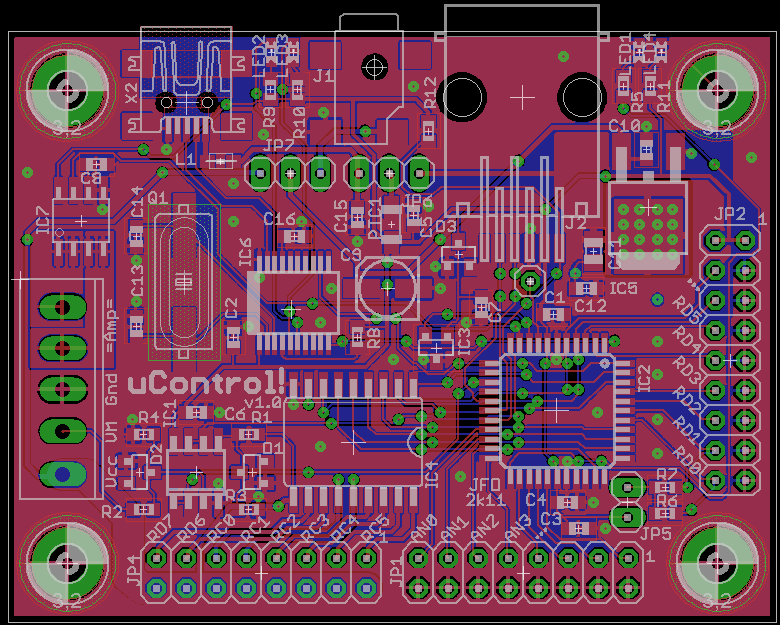 LED2
D3
J1
LED1
LED4
X2
R9
R10
R12
R5
R11
3,2
3,2
C10
L1
JP7
C8
Q1
C14
IC7
JP6
C15
PTC1
C5
JP2
1
C16
D3
J2
IC6
C9
C13
C2
C1
C12
IC5
RD5
=Amp=
R8
IC3
RD4
Gnd
uControl!
v1.0
IC2
RD3
RD2
VM
R4
IC1
C6
R1
RD1
VCC
D2
D1
IC4
RD0
R3
JFD
2k11
R7
R6
R2
C4
C3
JP5
RD7
RD6
RC0
RC1
RC2
RC3
RC4
RC5
1
AN0
AN1
AN2
AN3
...
1
JP4
JP1
3,2
3,2